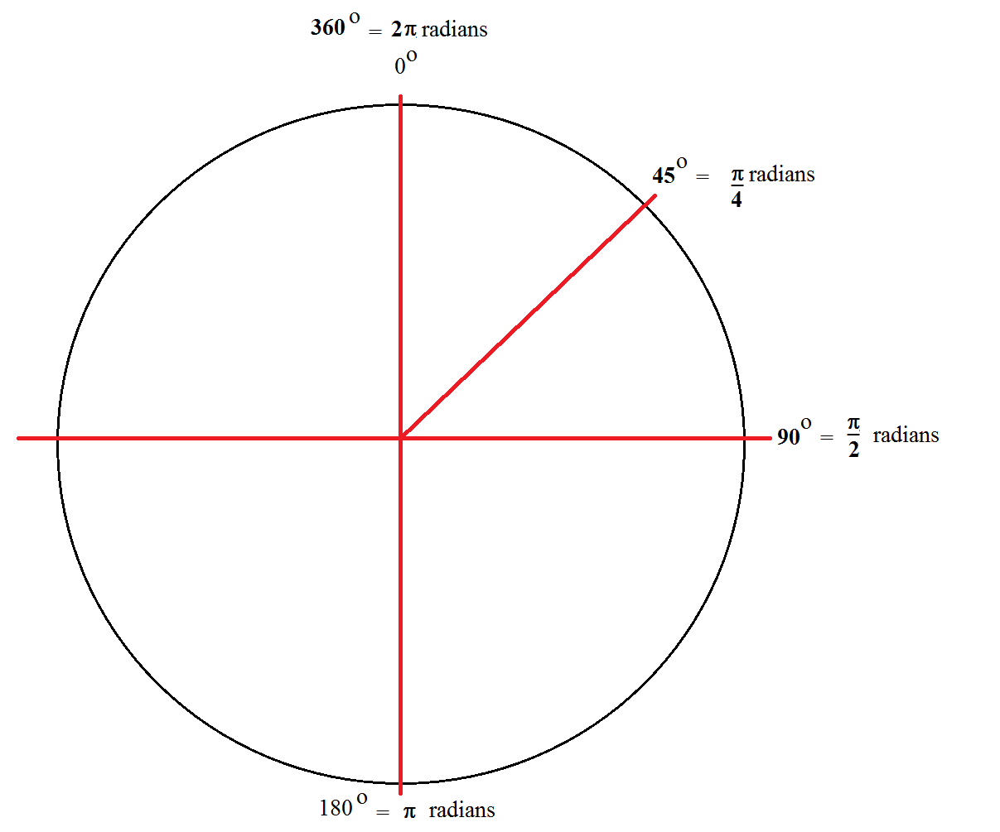 360° = 2π radians
0°
45° = π/4 radians
90° = π/2 radians
180° = π radians